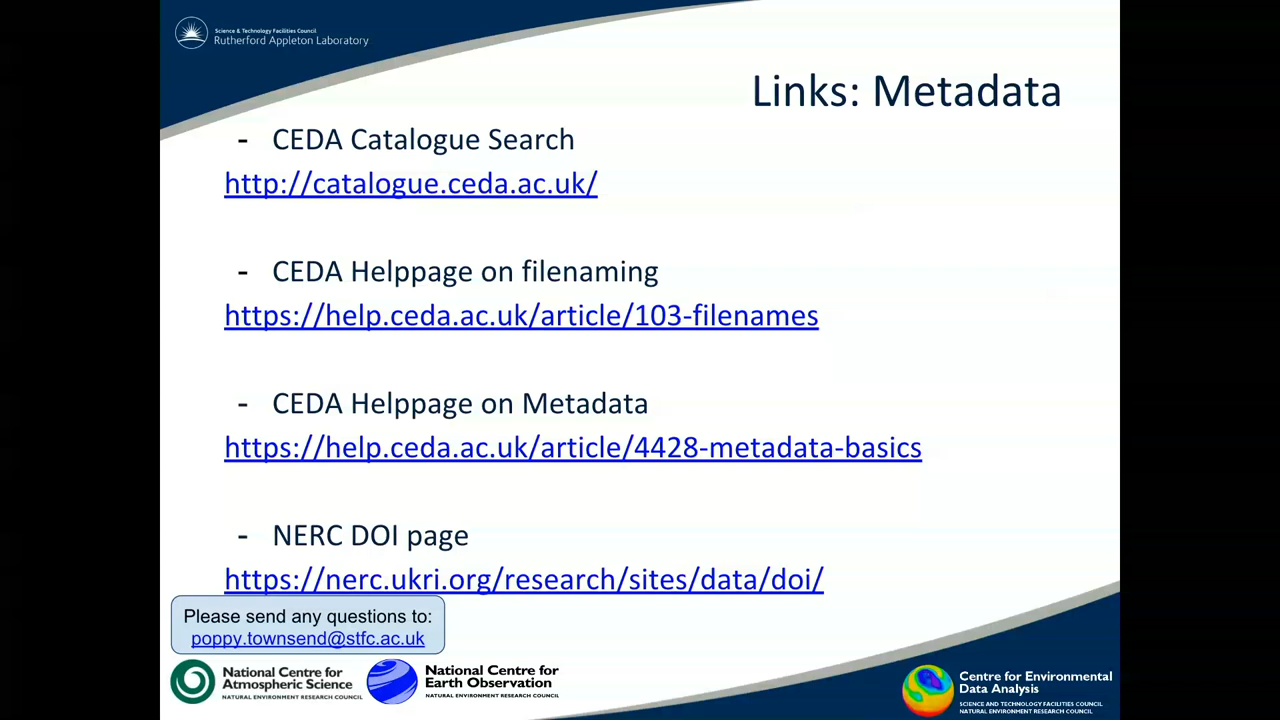 Science & Technology Facilities Council
Rutherford Appleton Laboratory
Links: Metadata
- CEDA Catalogue Search
http://catalogue.ceda.ac.uk/
- CEDA Helppage on filenaming
https://help.ceda.ac.uk/article/103-filenames
- CEDA Helppage on Metadata
https://help.ceda.ac.uk/article/4428-metadata-basics
- NERC DOI page
https://nerc.ukri.org/research/sites/data/doi/
Please send any questions to:
poppy.townsend@stfc.ac.uk
National Centre for
Atmospheric Science
NATURAL ENVIRONMENT RESEARCH COUNCIL
National Centre for
Earth Observation
NATURAL ENVIRONMENT RESEARCH COUNCIL
Centre for Environmental
Data Analysis
SCIENCE AND TECHNOLOGY FACILITIES COUNCIL
NATURAL ENVIRONMENT RESEARCH COUNCIL